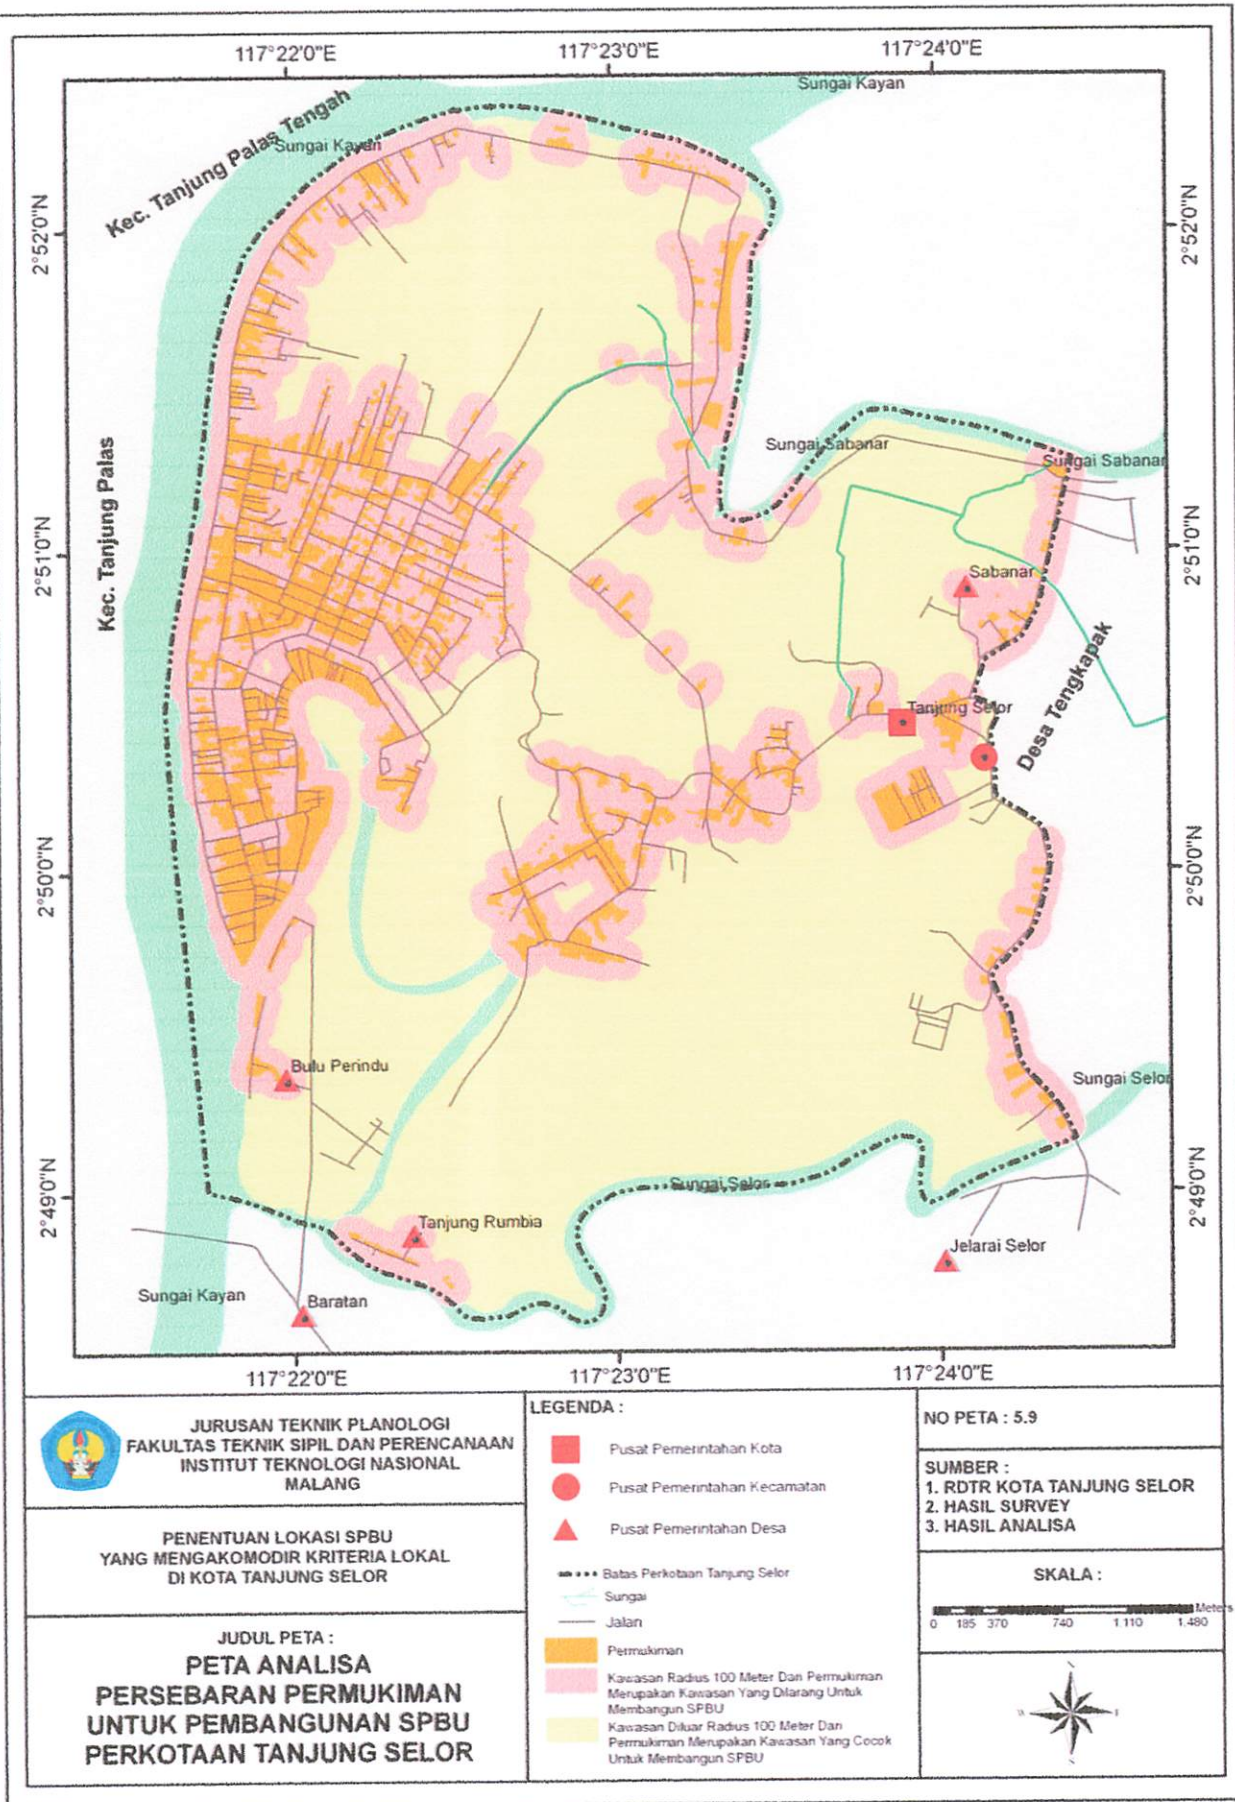 117°22'0"E
117°23'0"E
117°24'0"E
Sungai Kayan
Kec. Tanjung Palas Tengah
Sungai Kayan
2°52'0"N
2°52'0"N
Kec. Tanjung Palas
Sungai Sabanar
Sungai Sabanar
2°51'0"N
2°51'0"N
Sabanar
Desa Tengkapak
Tanjung Selor
2°50'0"N
2°50'0"N
Bulu Perindu
Sungai Selor
2°49'0"N
2°49'0"N
Sungai Selor
Tanjung Rumbia
Jelarai Selor
Sungai Kayan
Baratan
117°22'0"E
117°23'0"E
117°24'0"E
JURUSAN TEKNIK PLANOLOGI
FAKULTAS TEKNIK SIPIL DAN PERENCANAAN
INSTITUT TEKNOLOGI NASIONAL
MALANG
PENENTUAN LOKASI SPBU
YANG MENGAKOMODIR KRITERIA LOKAL
DI KOTA TANJUNG SELOR
JUDUL PETA :
PETA ANALISA
PERSEBARAN PERMUKIMAN
UNTUK PEMBANGUNAN SPBU
PERKOTAAN TANJUNG SELOR
LEGENDA :
Pusat Pemerintahan Kota
Pusat Pemerintahan Kecamatan
Pusat Pemerintahan Desa
Batas Perkotaan Tanjung Selor
Sungai
Jalan
Permukiman
Kawasan Radius 100 Meter Dari Permukiman
Merupakan Kawasan Yang Dilarang Untuk
Membangun SPBU
Kawasan Diluar Radius 100 Meter Dari
Permukiman Merupakan Kawasan Yang Cocok
Untuk Membangun SPBU
NO PETA : 5.9
SUMBER :
1. RDTR KOTA TANJUNG SELOR
2. HASIL SURVEY
3. HASIL ANALISA
SKALA :
Meters
0 185 370 740 1.110 1.480